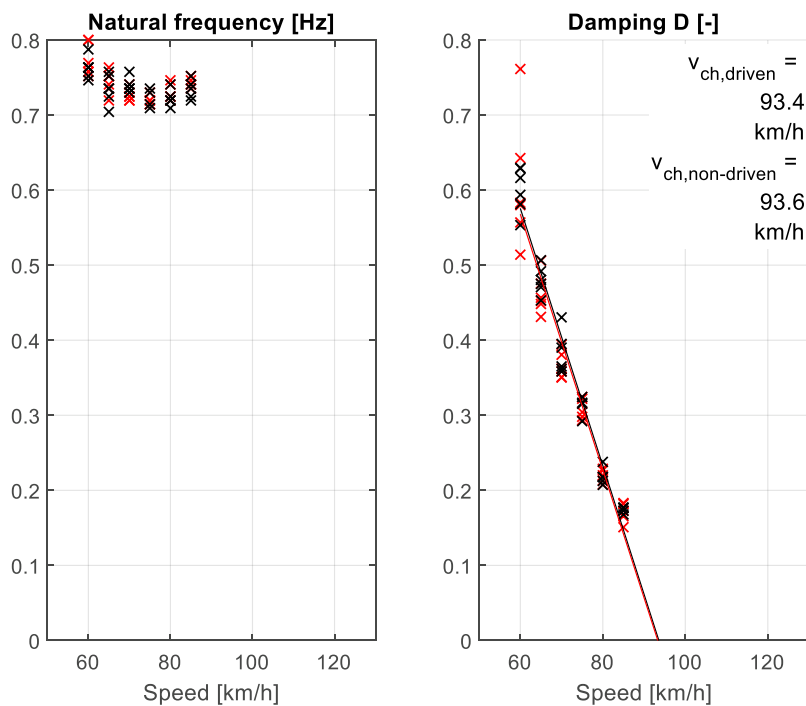 Natural frequency [Hz]
0.8
0.7
0.6
0.5
0.4
0.3
0.2
0.1
0
60 80 100 120
Speed [km/h]
Damping D [-]
v_ch,driven =
93.4
km/h
v_ch,non-driven =
93.6
km/h
0.8
0.7
0.6
0.5
0.4
0.3
0.2
0.1
0
60 80 100 120
Speed [km/h]